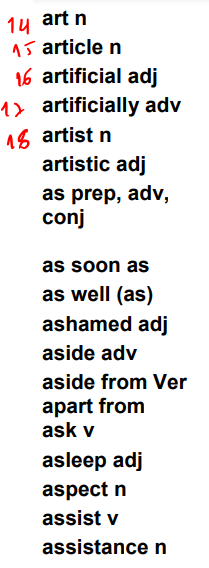 14 art n
15 article n
16 artificial adj
17 artificially adv
18 artist n
artistic adj
as prep, adv,
conj
as soon as
as well (as)
ashamed adj
aside adv
aside from Ver
apart from
ask v
asleep adj
aspect n
assist v
assistance n